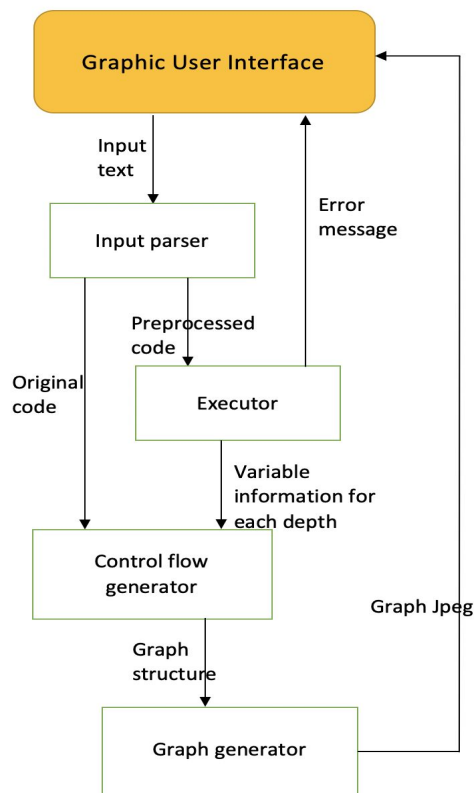 Graphic User Interface
Input
text
Error
message
Input parser
Preprocessed
code
Original
code
Executor
Variable
information for
each depth
Control flow
generator
Graph Jpeg
Graph
structure
Graph generator